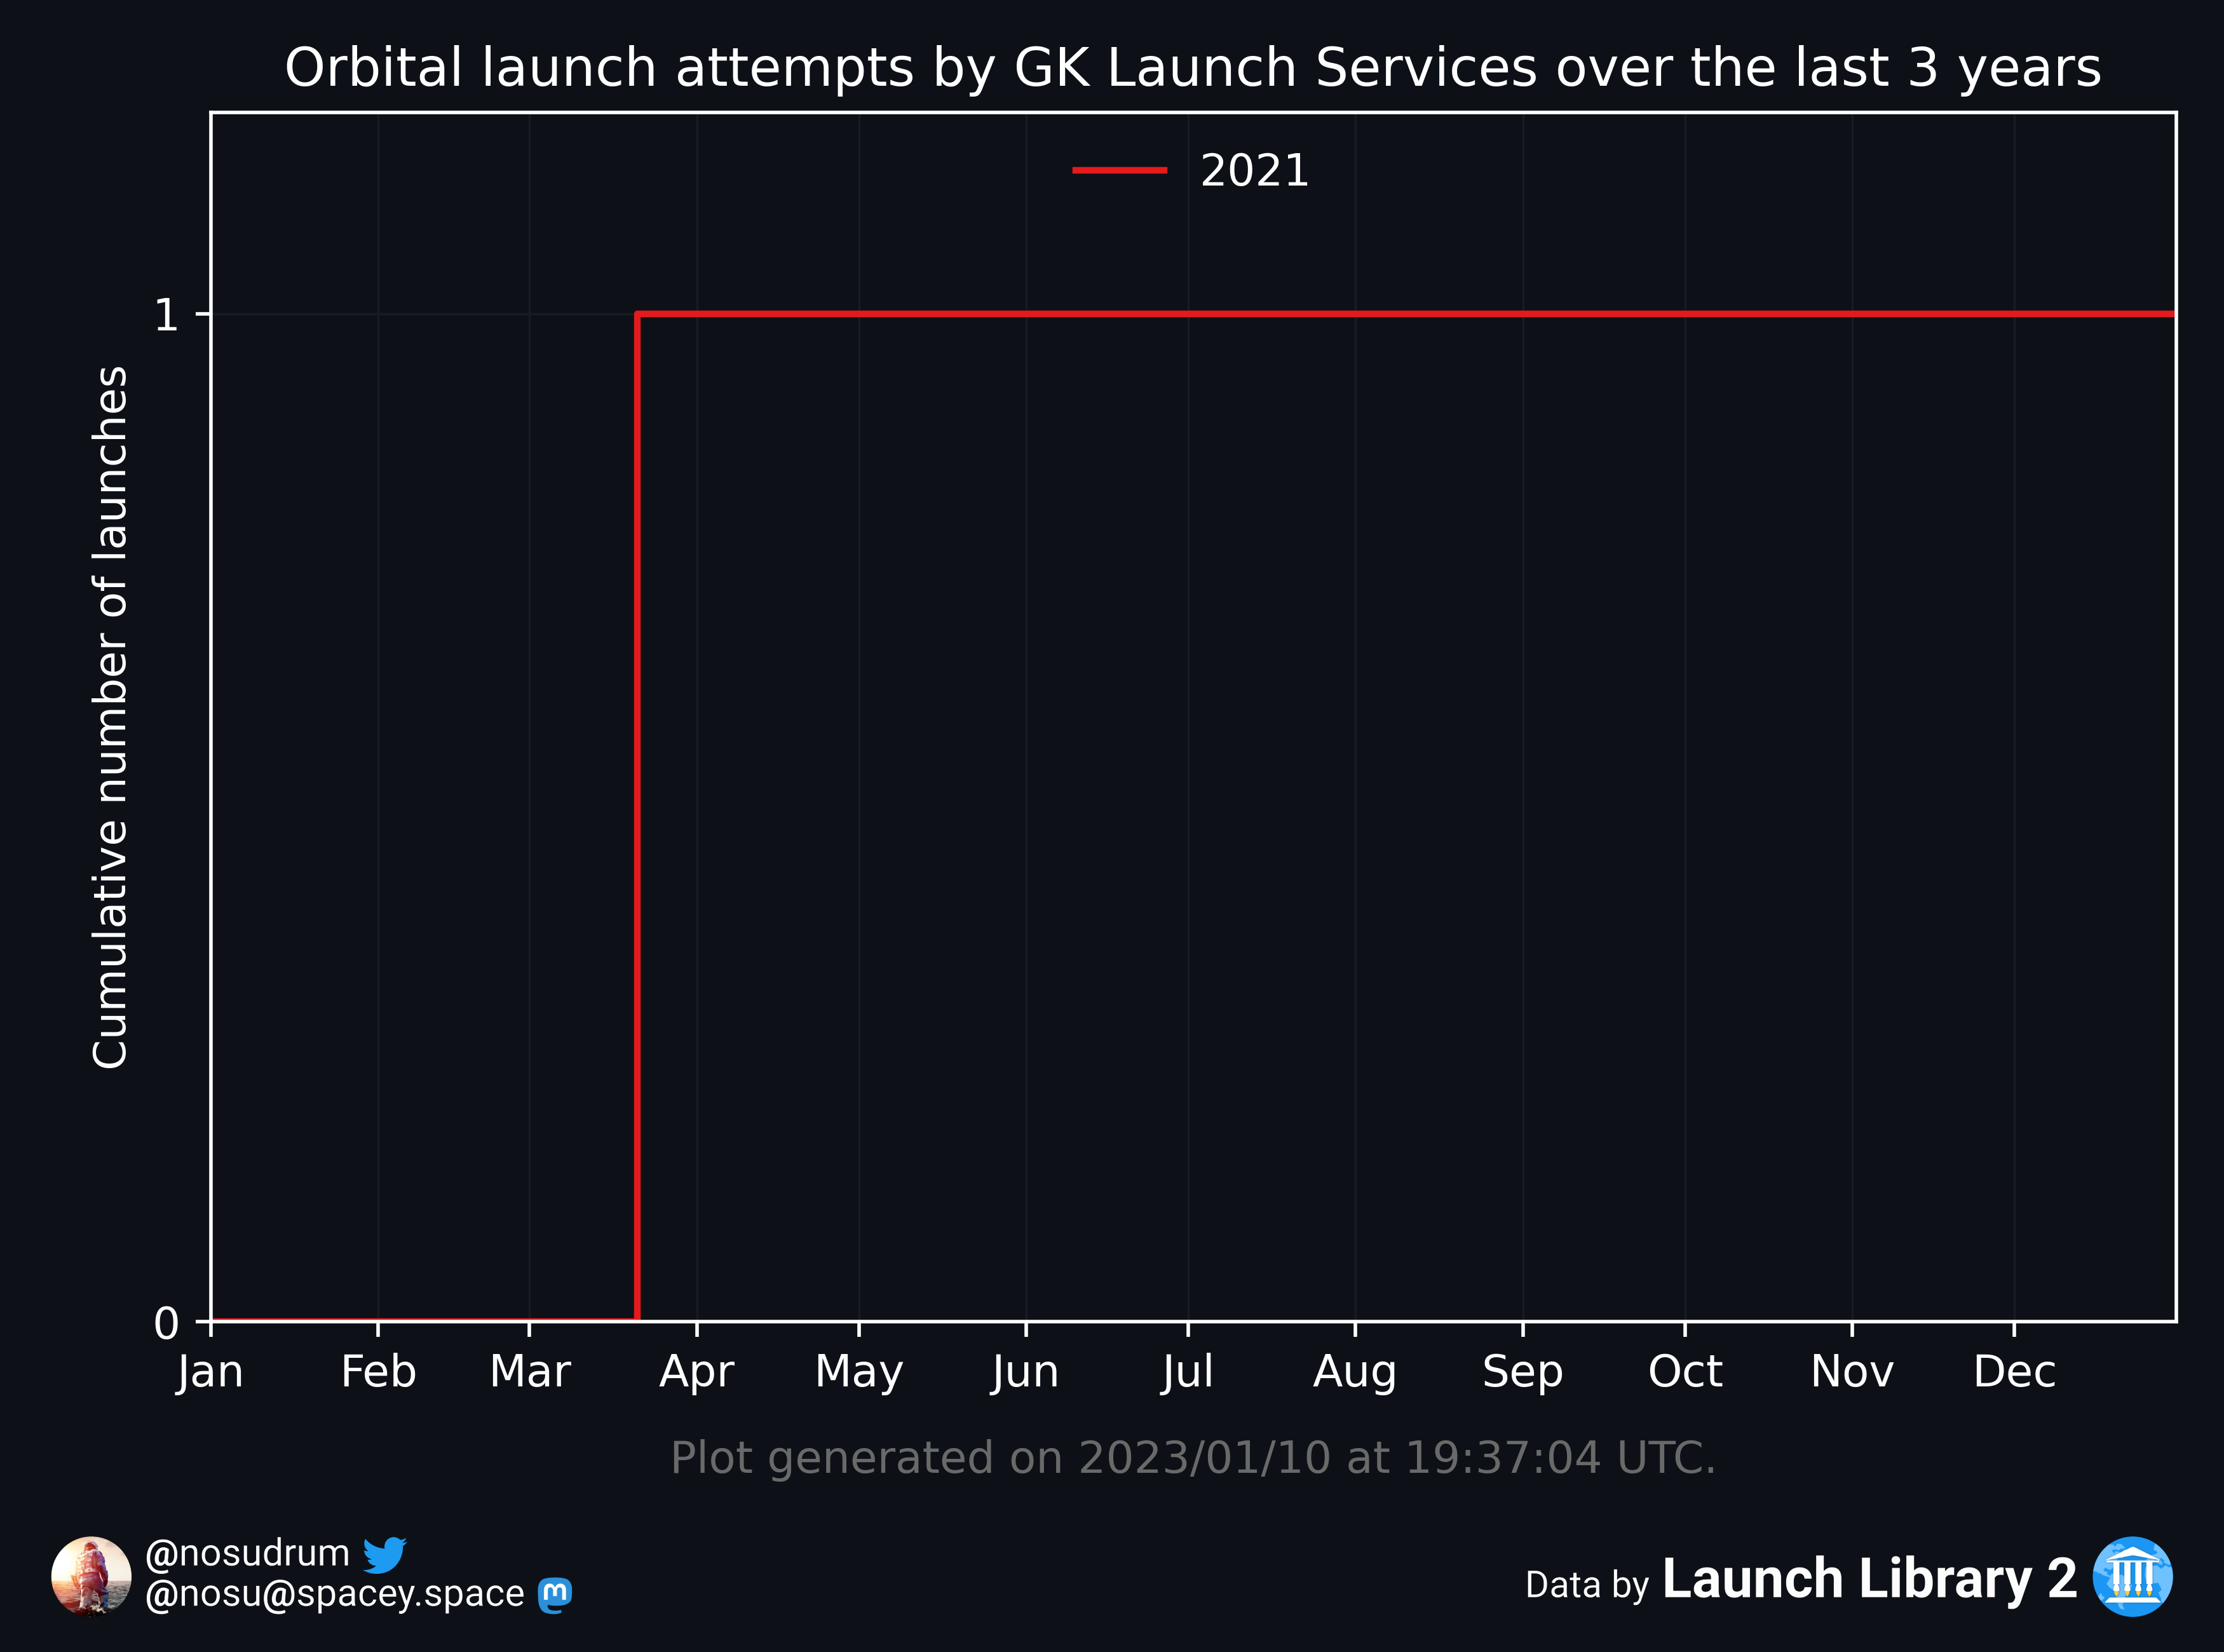 Orbital launch attempts by GK Launch Services over the last 3 years
2021
Cumulative number of launches
1
0
Jan Feb Mar Apr May Jun Jul Aug Sep Oct Nov Dec
Plot generated on 2023/01/10 at 19:37:04 UTC.
@nosudrum
@nosu@spacey.space
Data by Launch Library 2